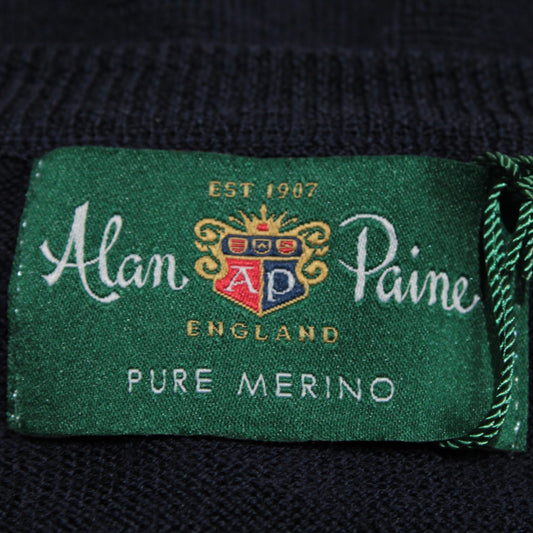 EST 1907
Alan Paine
AP
ENGLAND
PURE MERINO